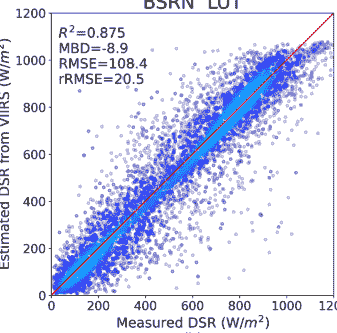 BSRN LUT
R²=0.875
MBD=-8.9
RMSE=108.4
rRMSE=20.5
Estimated DSR from VIIRS (W/m²)
1200
1000
800
600
400
200
0
0 200 400 600 800 1000 120
Measured DSR (W/m²)